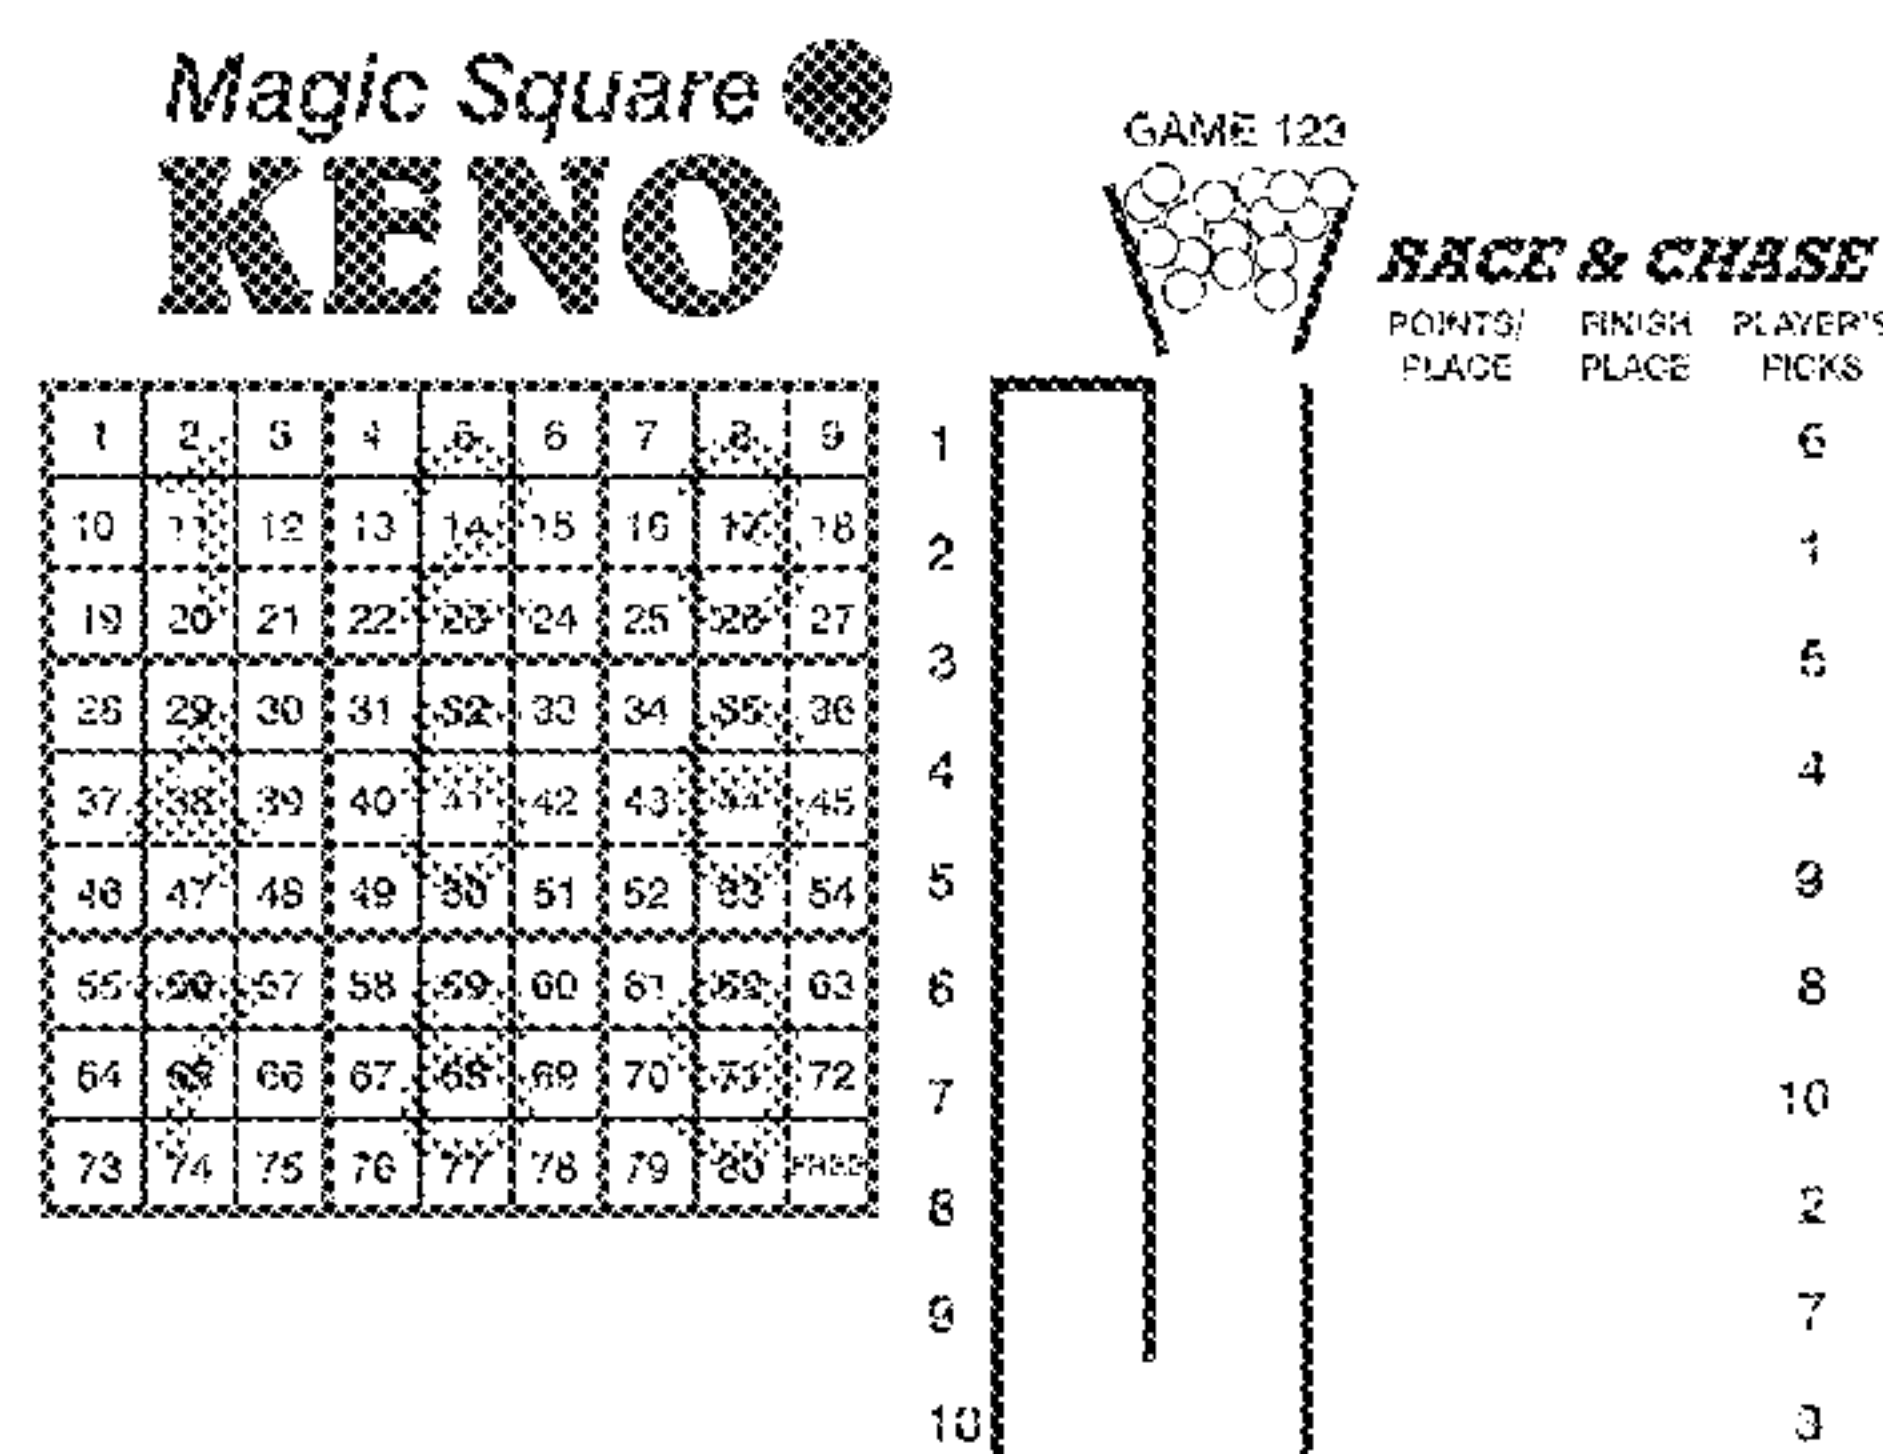 Magic Square
KENO
GAME 123
RACE & CHASE
POINTS/ FINISH PLAYER'S
PLACE PLACE PICKS
1 2 3 4 5 6 7 8 9
10 11 12 13 14 15 16 17 18
19 20 21 22 23 24 25 26 27
28 29 30 31 32 33 34 35 36
37 38 39 40 41 42 43 44 45
46 47 48 49 50 51 52 53 54
55 56 57 58 59 60 61 62 63
64 65 66 67 68 69 70 71 72
73 74 75 76 77 78 79 80 FREE
1 6
2 1
3 5
4 4
5 9
6 8
7 10
8 2
9 7
10 3